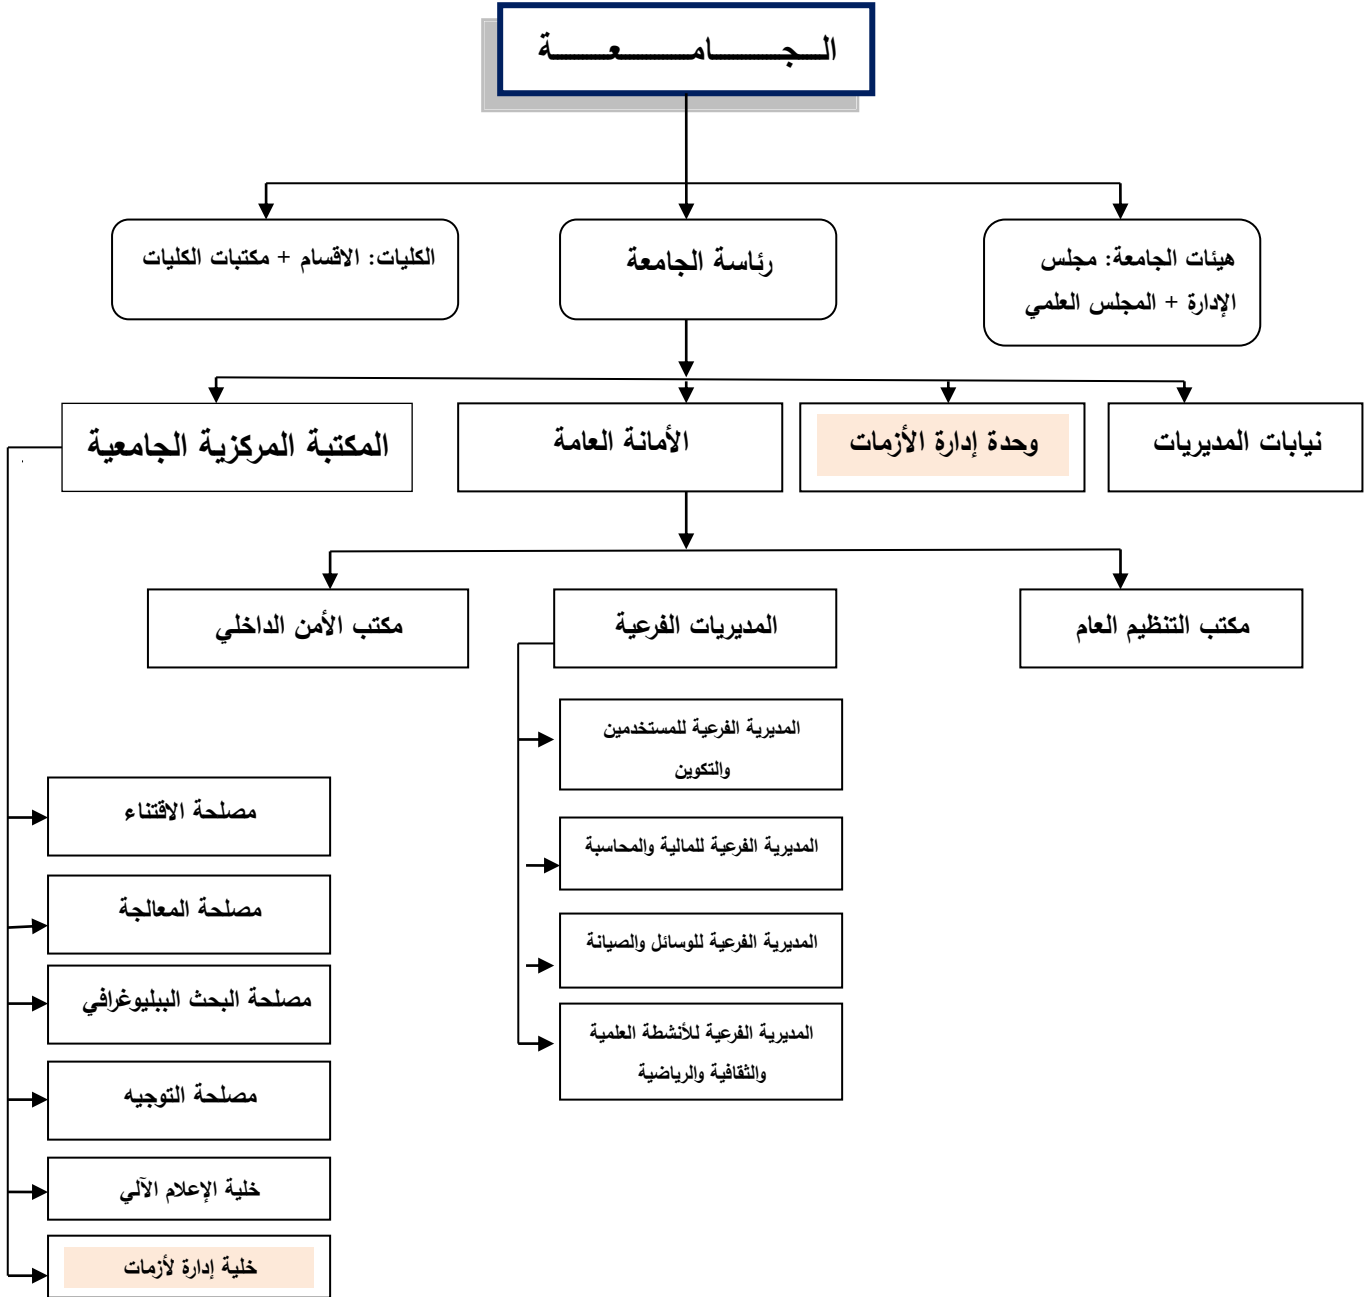 الـــجـــــــامـــــــــعـــــــــة
هيئات الجامعة: مجلس
الإدارة + المجلس العلمي
رئاسة الجامعة
الكليات: الاقسام + مكتبات الكليات
نيابات المديريات
وحدة إدارة الأزمات
الأمانة العامة
المكتبة المركزية الجامعية
مكتب التنظيم العام
المديريات الفرعية
مكتب الأمن الداخلي
المديرية الفرعية للمستخدمين
والتكوين
المديرية الفرعية للمالية والمحاسبة
المديرية الفرعية للوسائل والصيانة
المديرية الفرعية للأنشطة العلمية
والثقافية والرياضية
مصلحة الاقتناء
مصلحة المعالجة
مصلحة البحث الببليوغرافي
مصلحة التوجيه
خلية الإعلام الآلي
خلية إدارة لأزمات